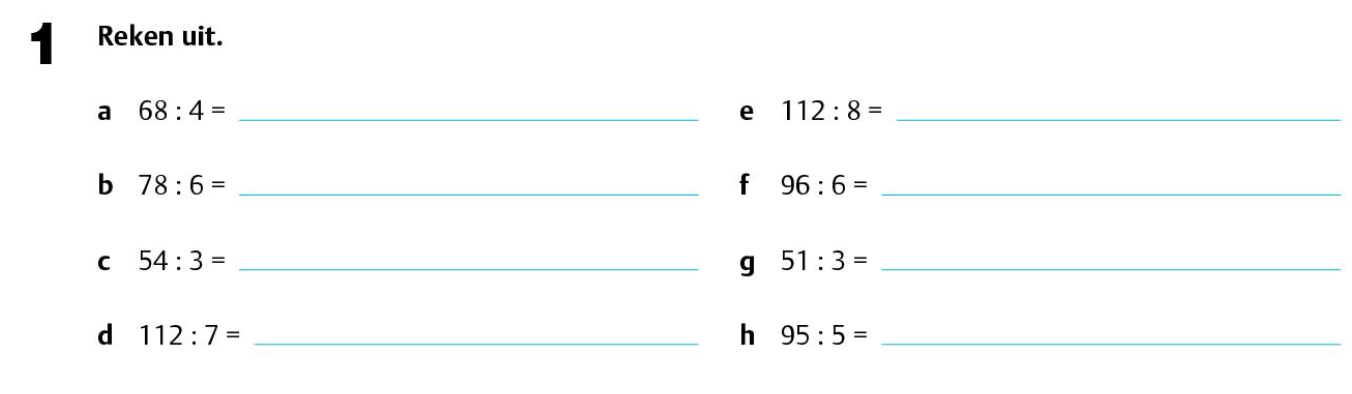 1 Reken uit.
a 68 : 4 =
e 112 : 8 =
b 78 : 6 =
f 96 : 6 =
c 54 : 3 =
g 51 : 3 =
d 112 : 7 =
h 95 : 5 =